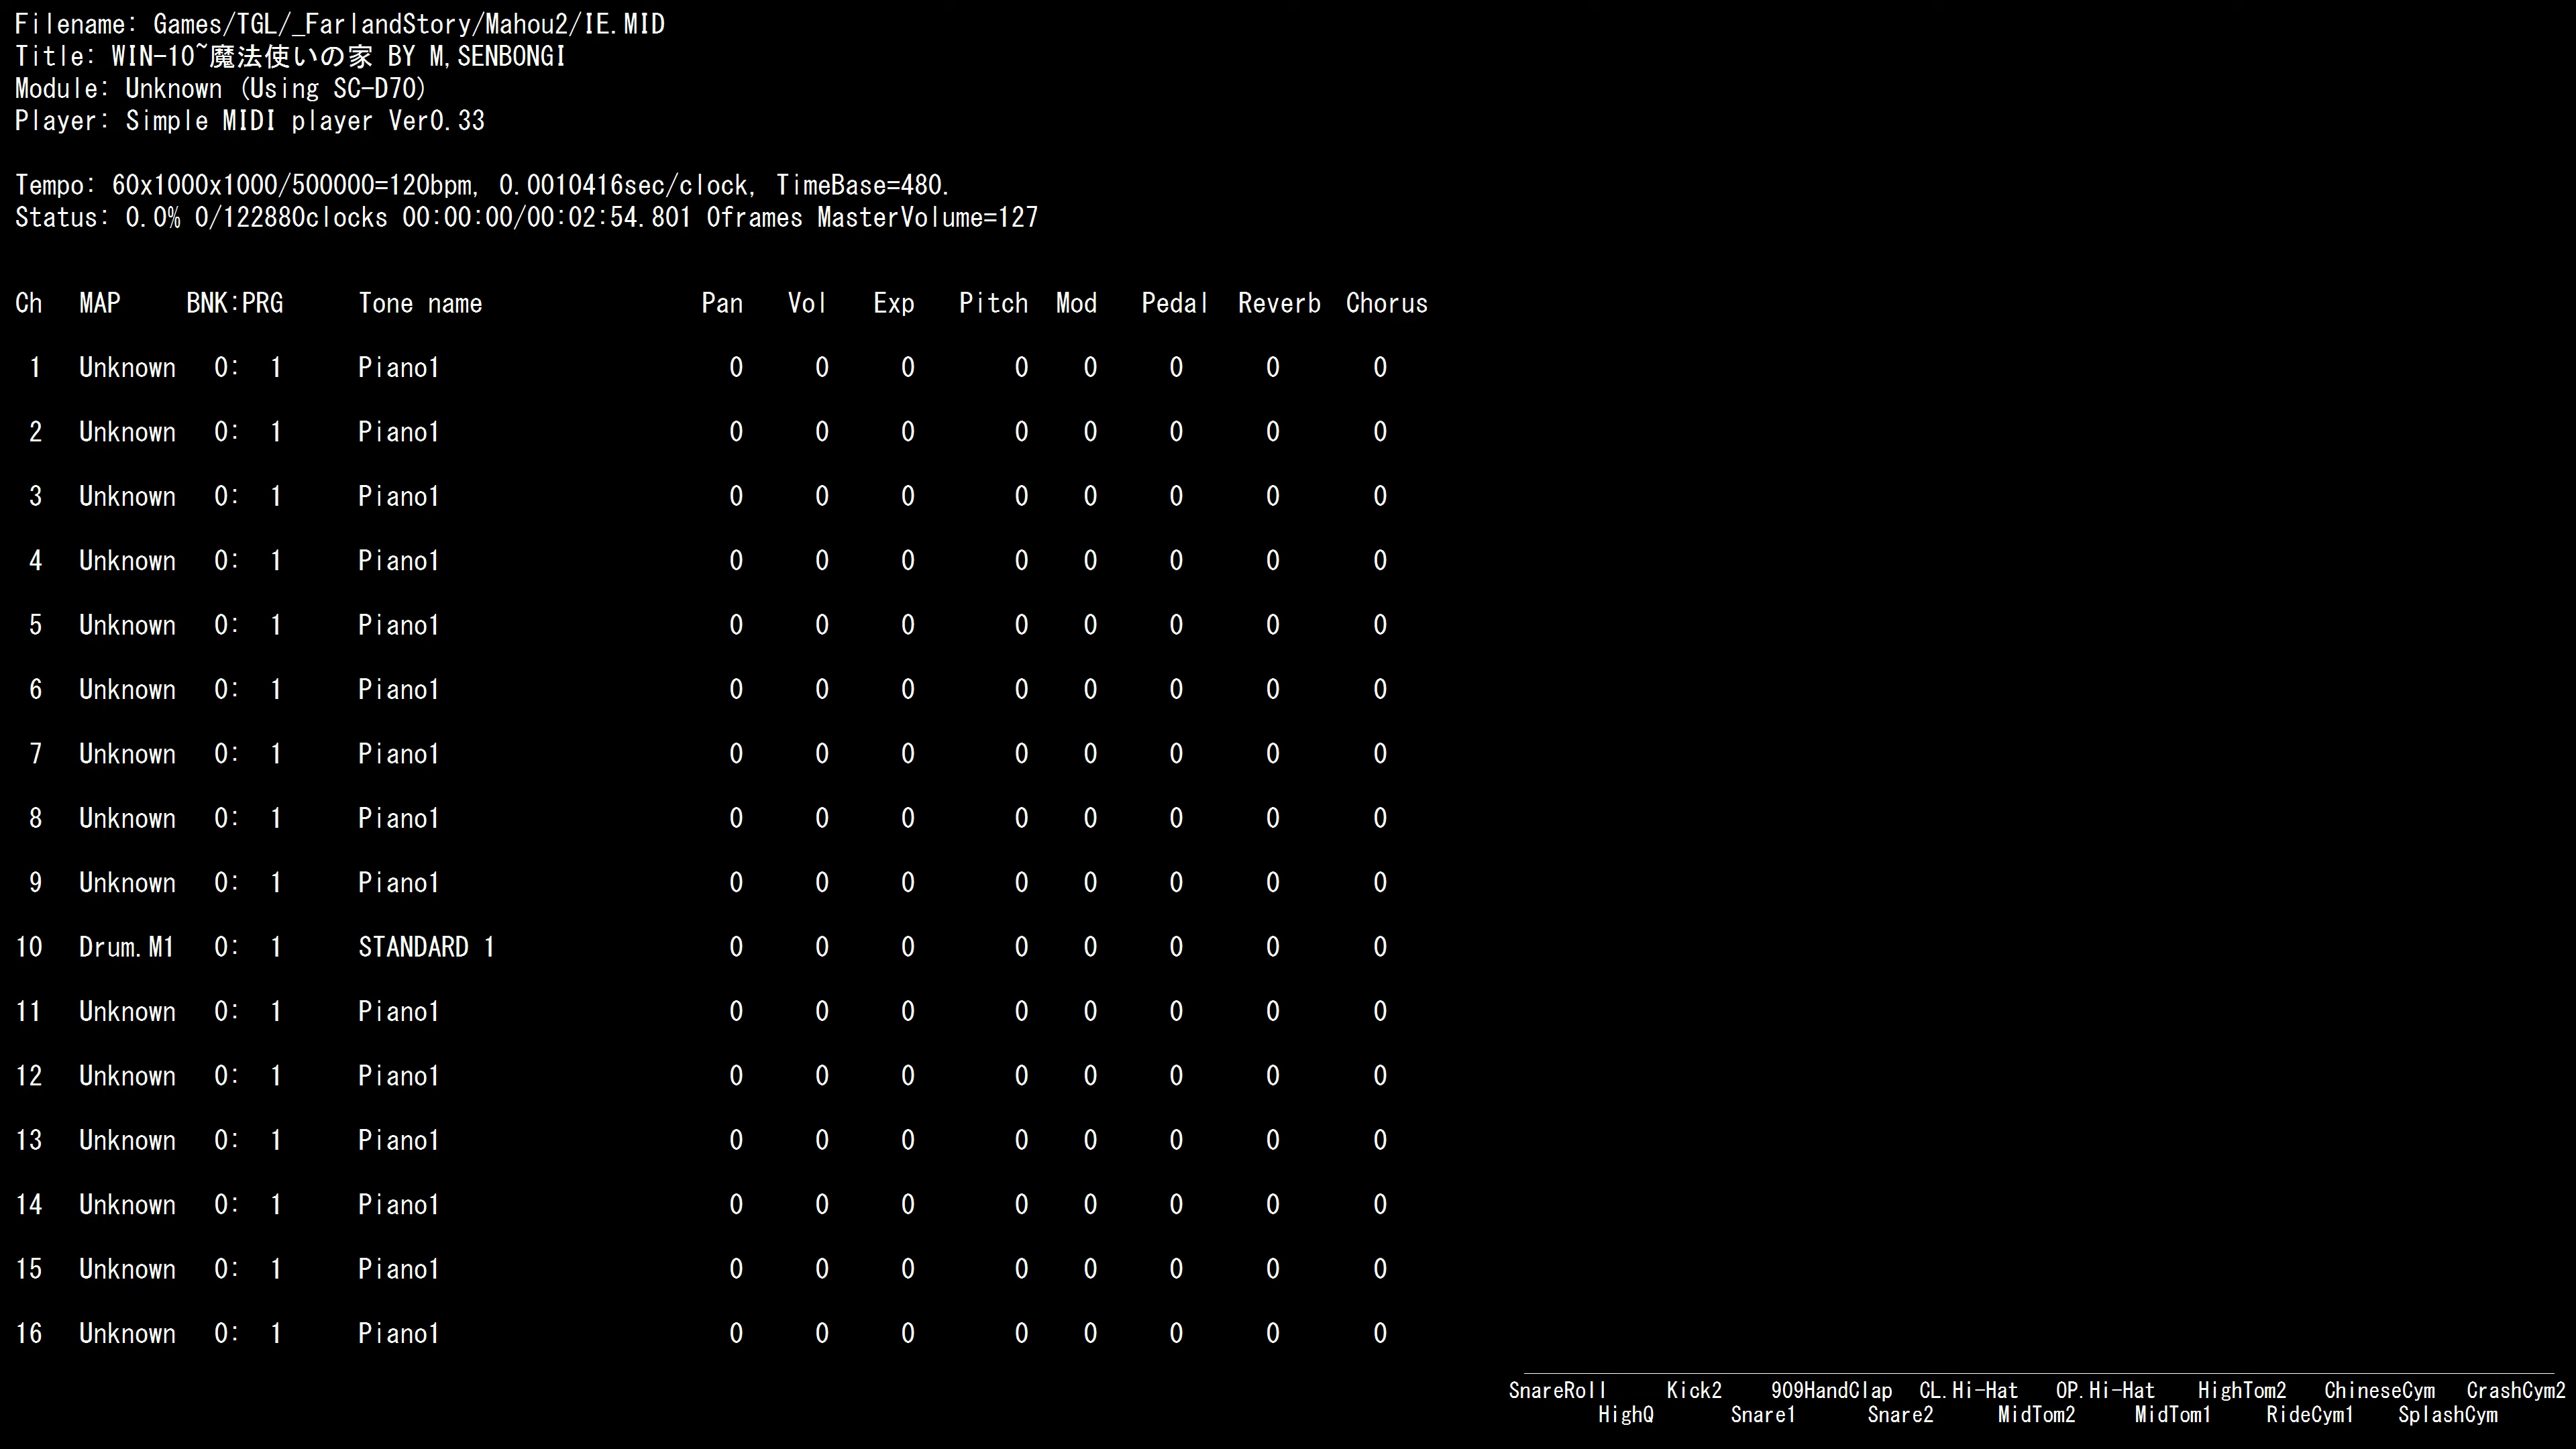 Filename: Games/TGL/_FarlandStory/Mahou2/IE.MID
Title: WIN-10~魔法使いの家 BY M,SENBONGI
Module: Unknown (Using SC-D70)
Player: Simple MIDI player Ver0.33
Tempo: 60x1000x1000/500000=120bpm, 0.0010416sec/clock, TimeBase=480.
Status: 0.0% 0/122880clocks 00:00:00/00:02:54.801 0frames MasterVolume=127
Ch MAP BNK:PRG Tone name Pan Vol Exp Pitch Mod Pedal Reverb Chorus
1 Unknown 0: 1 Piano1 0 0 0 0 0 0 0 0
2 Unknown 0: 1 Piano1 0 0 0 0 0 0 0 0
3 Unknown 0: 1 Piano1 0 0 0 0 0 0 0 0
4 Unknown 0: 1 Piano1 0 0 0 0 0 0 0 0
5 Unknown 0: 1 Piano1 0 0 0 0 0 0 0 0
6 Unknown 0: 1 Piano1 0 0 0 0 0 0 0 0
7 Unknown 0: 1 Piano1 0 0 0 0 0 0 0 0
8 Unknown 0: 1 Piano1 0 0 0 0 0 0 0 0
9 Unknown 0: 1 Piano1 0 0 0 0 0 0 0 0
10 Drum.M1 0: 1 STANDARD 1 0 0 0 0 0 0 0 0
11 Unknown 0: 1 Piano1 0 0 0 0 0 0 0 0
12 Unknown 0: 1 Piano1 0 0 0 0 0 0 0 0
13 Unknown 0: 1 Piano1 0 0 0 0 0 0 0 0
14 Unknown 0: 1 Piano1 0 0 0 0 0 0 0 0
15 Unknown 0: 1 Piano1 0 0 0 0 0 0 0 0
16 Unknown 0: 1 Piano1 0 0 0 0 0 0 0 0
SnareRoll Kick2 909HandClap CL.Hi-Hat OP.Hi-Hat HighTom2 ChineseCym CrashCym2
HighQ Snare1 Snare2 MidTom2 MidTom1 RideCym1 SplashCym